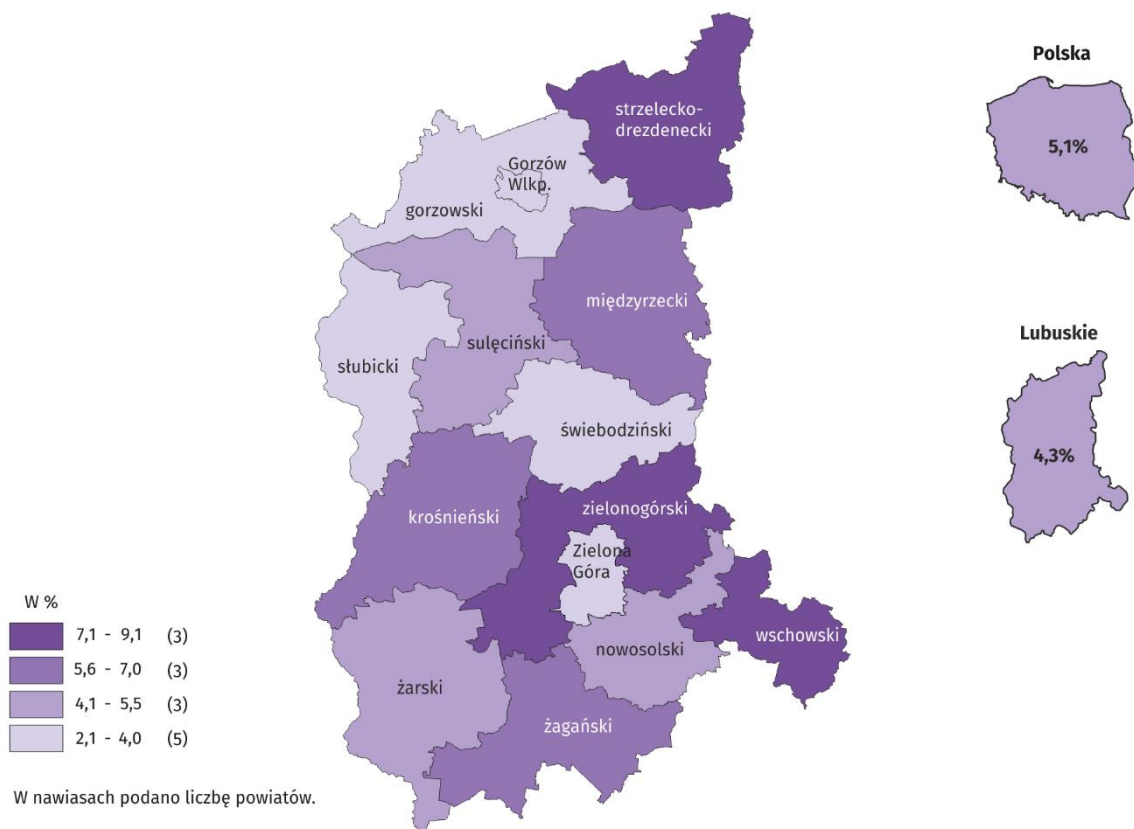 Polska
5,1%
strzelecko-
drezdenecki
Gorzów
Wlkp.
gorzowski
międzyrzecki
sulęciński
słubicki
Lubuskie
4,3%
świebodziński
zielonogórski
krośnieński
Zielona
Góra
wschowski
nowosolski
żarski
żagański
W %
7,1 - 9,1 (3)
5,6 - 7,0 (3)
4,1 - 5,5 (3)
2,1 - 4,0 (5)
W nawiasach podano liczbę powiatów.